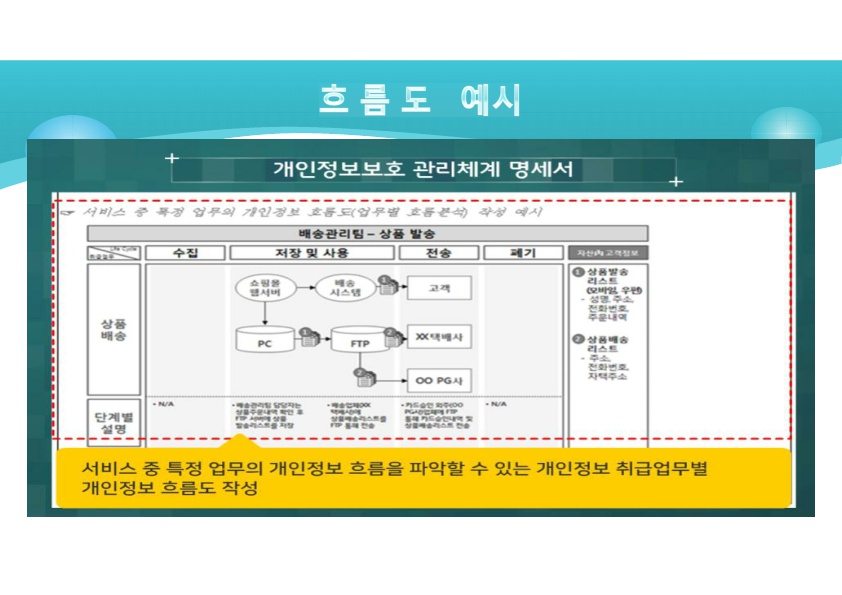 흐름도 예시
개인정보보호 관리체계 명세서
☞ 서비스 중 특정 업무의 개인정보 흐름도(업무별 흐름분석) 작성 예시
배송관리팀 – 상품 발송
Life Cycle
취급업무
수집
저장 및 사용
전송
폐기
자산內 고객정보
상품
배송
쇼핑몰
웹서버
배송
시스템
1
고객
PC
1
FTP
2
XX택배사
2
OO PG사
1 상품발송
리스트
(모바일, 우편)
- 성명, 주소,
전화번호,
주문내역
2 상품배송
리스트
- 주소,
전화번호,
자택주소
단계별
설명
• N/A
• 배송관리팀 담당자는
상품주문내역 확인 후
FTP 서버에 상품
발송리스트를 저장
• 배송업체(XX
택배사)에
상품배송리스트를
FTP 통해 전송
• 카드승인 외주(OO
PG사)업체에 FTP
통해 카드승인내역 및
상품배송리스트 전송
• N/A
서비스 중 특정 업무의 개인정보 흐름을 파악할 수 있는 개인정보 취급업무별
개인정보 흐름도 작성